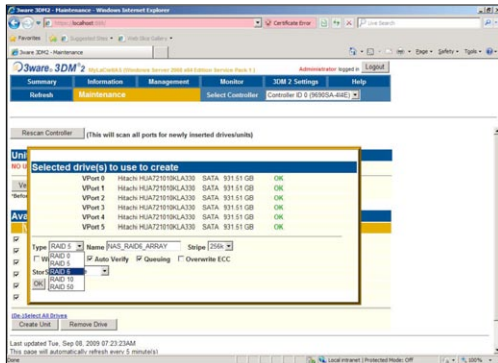 3ware 3DM2 - Maintenance - Windows Internet Explorer
Certificate Error
Live Search
Favorites Suggested Sites Web Slice Gallery
3ware 3DM2 - Maintenance
Page Safety Tools
3ware 3DM®2
Administrator logged in Logout
Summary Information Management Monitor 3DM 2 Settings Help
Refresh Maintenance Select Controller Controller ID 0 (9690SA-4I4E)
Rescan Controller (This will scan all ports for newly inserted drives/units)
Selected drive(s) to use to create
VPort 0 Hitachi HUA721010KLA330 SATA 931.51 GB OK
VPort 1 Hitachi HUA721010KLA330 SATA 931.51 GB OK
VPort 2 Hitachi HUA721010KLA330 SATA 931.51 GB OK
VPort 3 Hitachi HUA721010KLA330 SATA 931.51 GB OK
VPort 4 Hitachi HUA721010KLA330 SATA 931.51 GB OK
VPort 5 Hitachi HUA721010KLA330 SATA 931.51 GB OK
Type RAID 5 Name NAS_RAID6_ARRAY Stripe 256k
RAID 0
RAID 5
RAID 6
RAID 10
RAID 50
Auto Verify Queuing Overwrite ECC
OK
(De-)Select All Drives
Create Unit Remove Drive
Last updated Tue, Sep 08, 2009 07:23:23AM
This page will automatically refresh every 5 minute(s)
Done Local intranet | Protected Mode: Off 100%